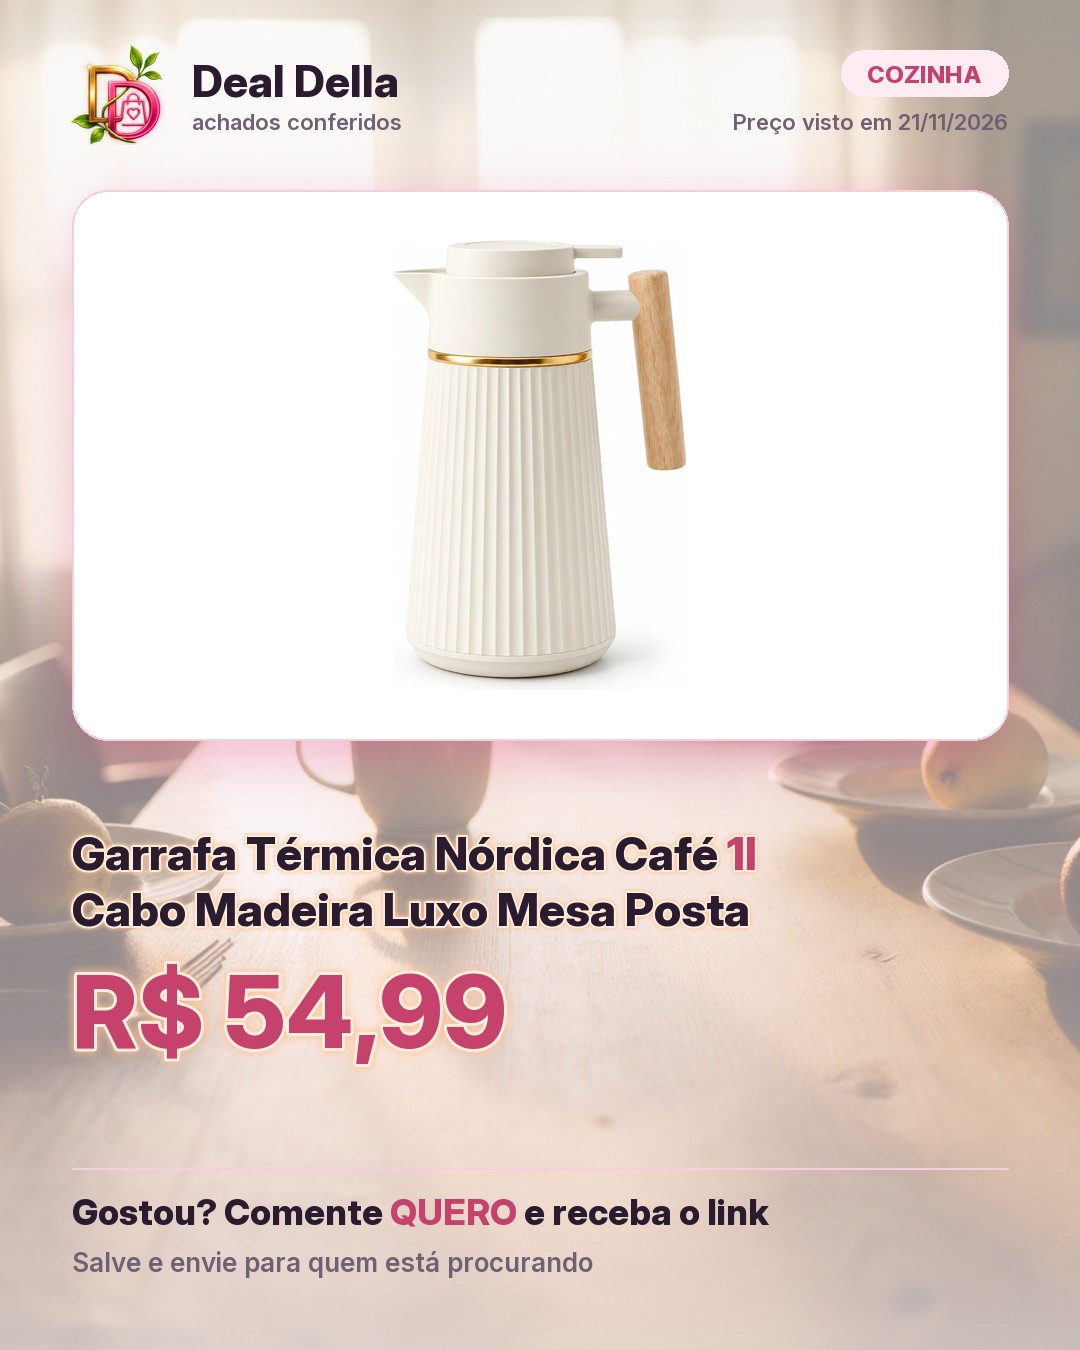 Deal Della
achados conferidos
COZINHA
Preço visto em 21/11/2026
Garrafa Térmica Nórdica Café 1l
Cabo Madeira Luxo Mesa Posta
R$ 54,99
Gostou? Comente QUERO e receba o link
Salve e envie para quem está procurando